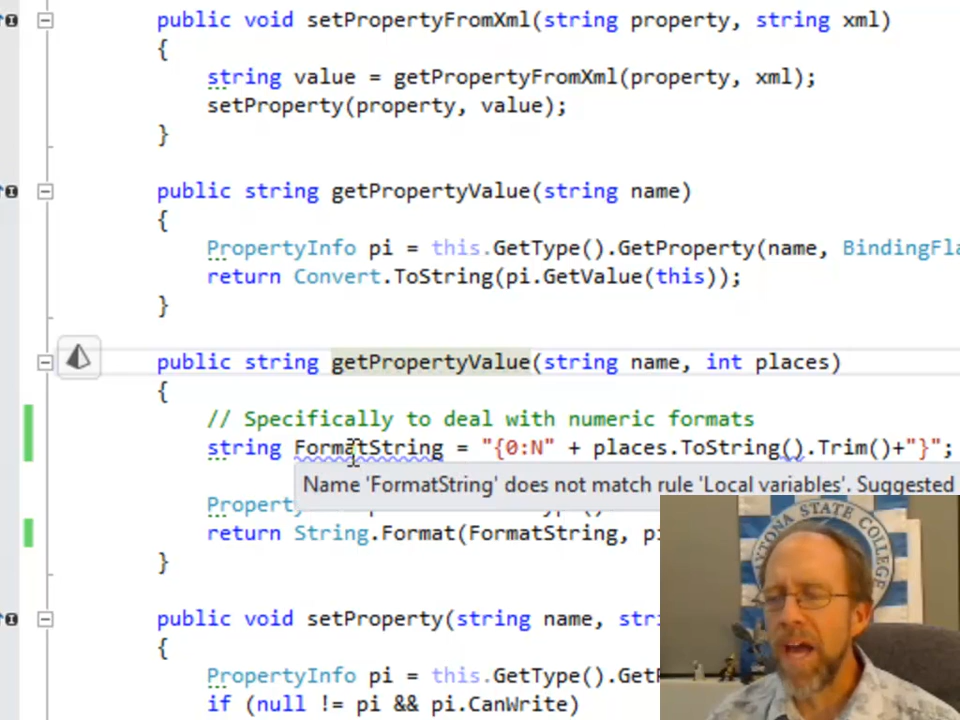 public void setPropertyFromXml(string property, string xml)
{
string value = getPropertyFromXml(property, xml);
setProperty(property, value);
}
public string getPropertyValue(string name)
{
PropertyInfo pi = this.GetType().GetProperty(name, BindingFla
return Convert.ToString(pi.GetValue(this));
}
public string getPropertyValue(string name, int places)
{
// Specifically to deal with numeric formats
string FormatString = "{0:N" + places.ToString().Trim()+"}";
Name 'FormatString' does not match rule 'Local variables'. Suggested
Proper
return String.Format(FormatString, pi
}
YTONA STATE COLLEGE
public void setProperty(string name, stri
{
PropertyInfo pi = this.GetType().GetP
if (null != pi && pi.CanWrite)